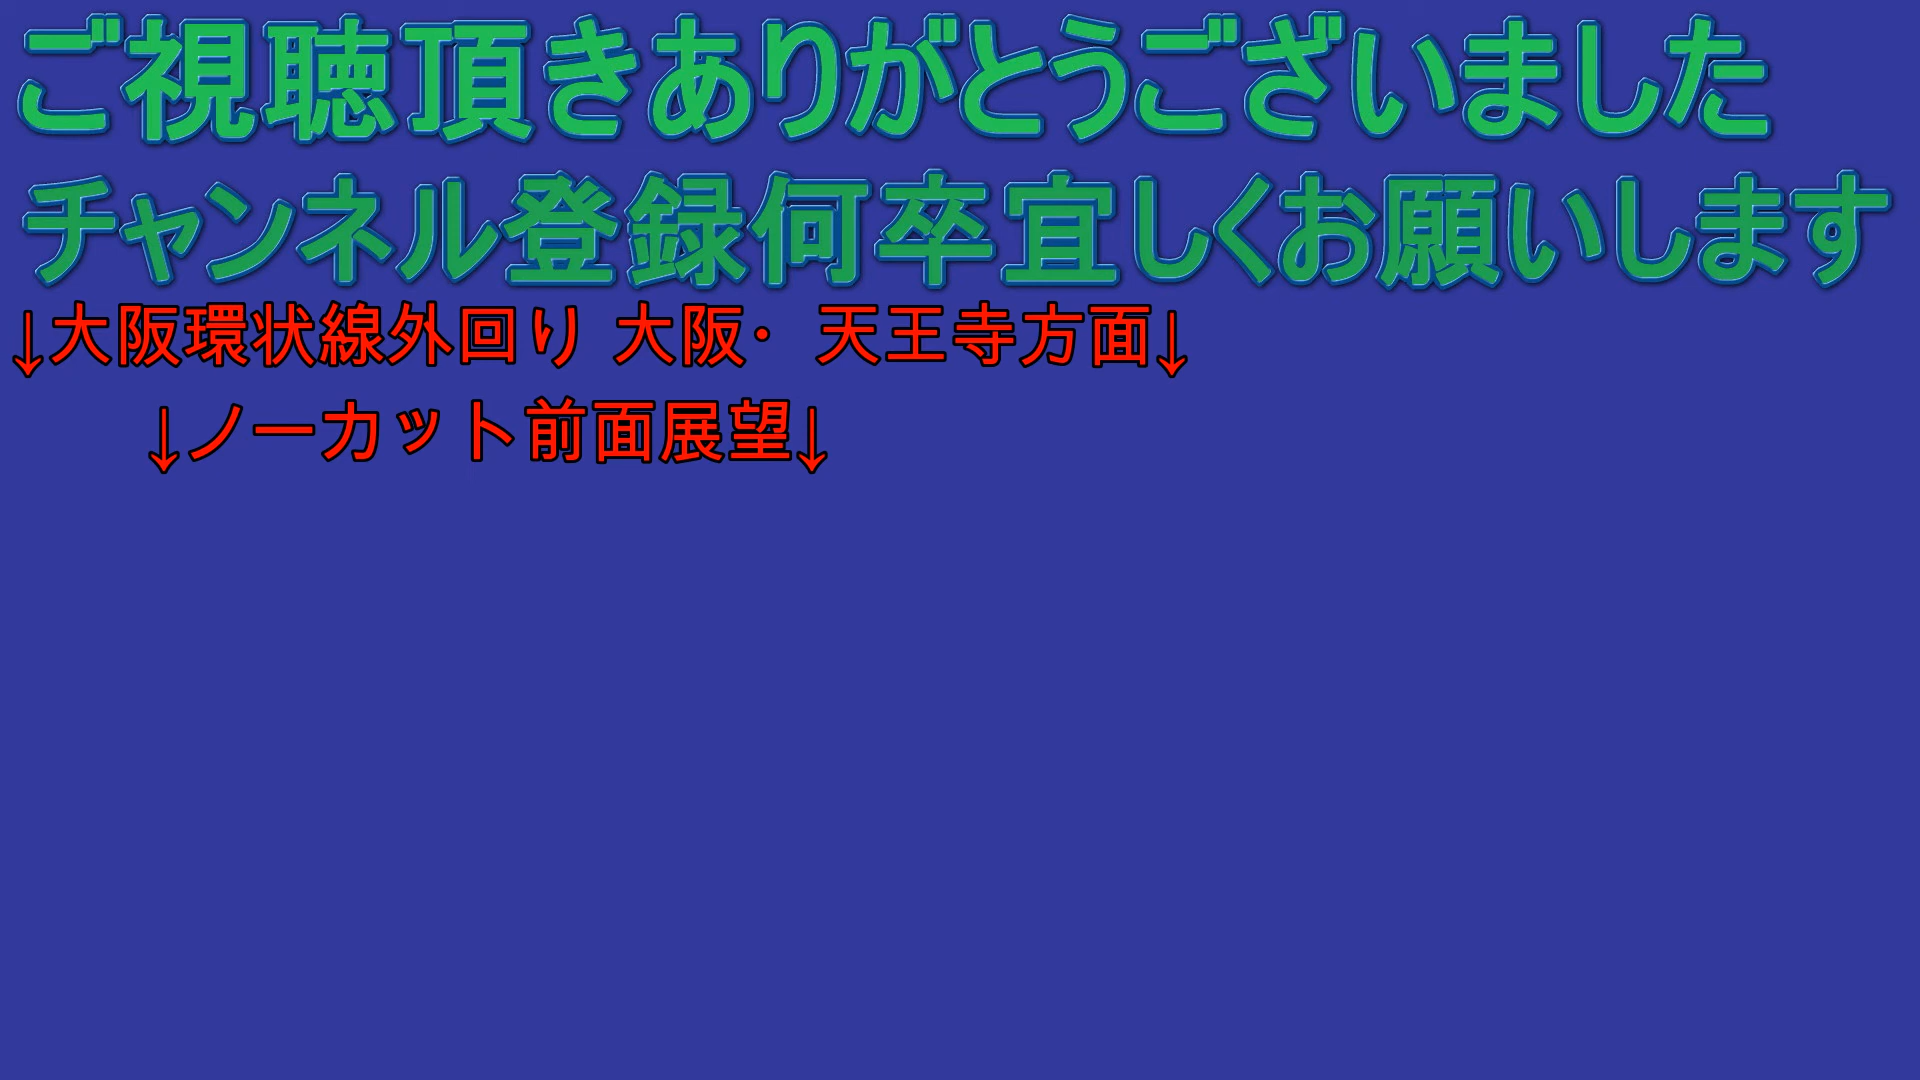 ご視聴頂きありがとうございました
チャンネル登録何卒宜しくお願いします
↓大阪環状線外回り 大阪・天王寺方面↓
↓ノーカット前面展望↓